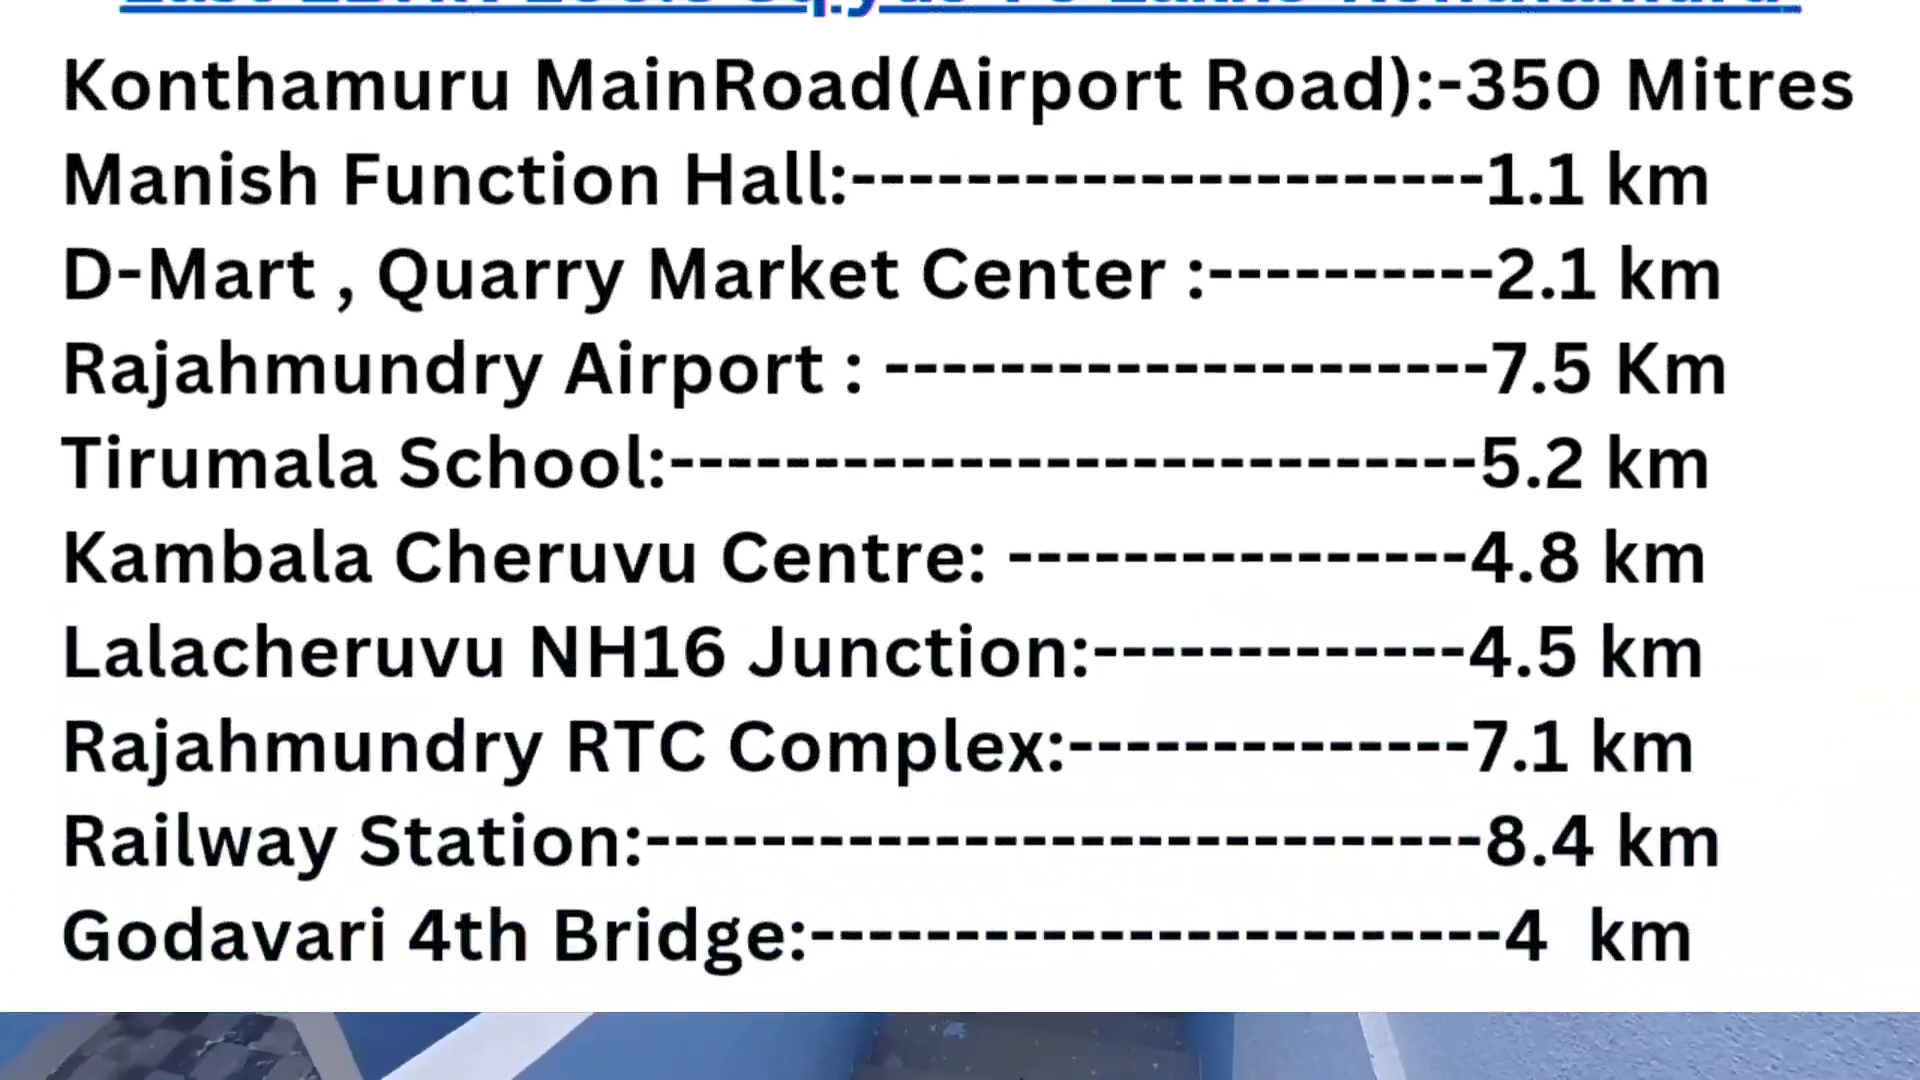 Konthamuru MainRoad(Airport Road):-350 Mitres
Manish Function Hall:----------------------1.1 km
D-Mart , Quarry Market Center :----------2.1 km
Rajahmundry Airport : ---------------------7.5 Km
Tirumala School:----------------------------5.2 km
Kambala Cheruvu Centre: ----------------4.8 km
Lalacheruvu NH16 Junction:-------------4.5 km
Rajahmundry RTC Complex:--------------7.1 km
Railway Station:-----------------------------8.4 km
Godavari 4th Bridge:------------------------4  km